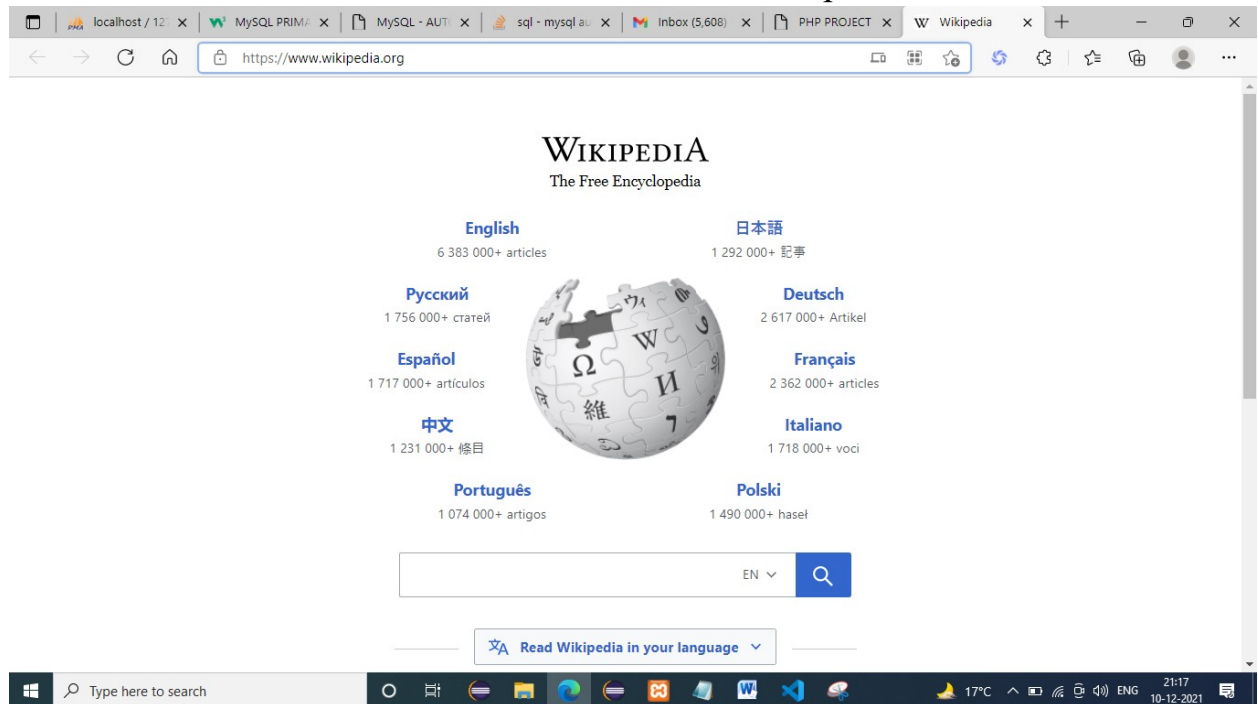 localhost / 12
MySQL PRIMA
MySQL - AUT
sql - mysql au
Inbox (5,608)
PHP PROJECT
Wikipedia
https://www.wikipedia.org
WIKIPEDIA
The Free Encyclopedia
English
6 383 000+ articles
日本語
1 292 000+ 記事
Русский
1 756 000+ статей
Deutsch
2 617 000+ Artikel
Español
1 717 000+ artículos
Français
2 362 000+ articles
中文
1 231 000+ 條目
Italiano
1 718 000+ voci
Português
1 074 000+ artigos
Polski
1 490 000+ haseł
Ω
W
И
維
7
EN
Read Wikipedia in your language
Type here to search
17°C
ENG
21:17
10-12-2021